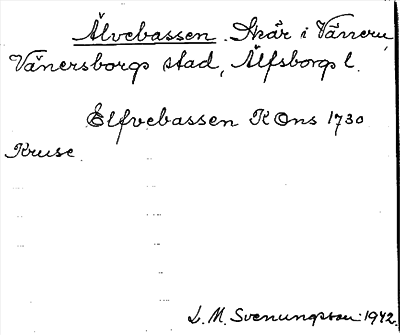 Älvebassen. Skär i Vänern,
Vänersborgs stad, Älfsborgs l.
Elfvebassen K Ons 1730
Kruse
L. M. Svenungsson 1942.